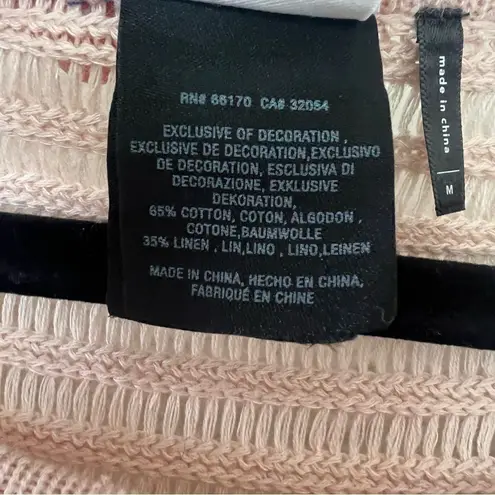 RN# 66170 CA# 32054
EXCLUSIVE OF DECORATION ,
EXCLUSIVE DE DECORATION,EXCLUSIVO
DE DECORATION, ESCLUSIVA DI
DECORAZIONE, EXKLUSIVE
DEKORATION,
65% COTTON, COTON, ALGODON ,
COTONE,BAUMWOLLE
35% LINEN , LIN,LINO , LINO,LEINEN
MADE IN CHINA, HECHO EN CHINA,
FABRIQUÉ EN CHINE
made in china | M